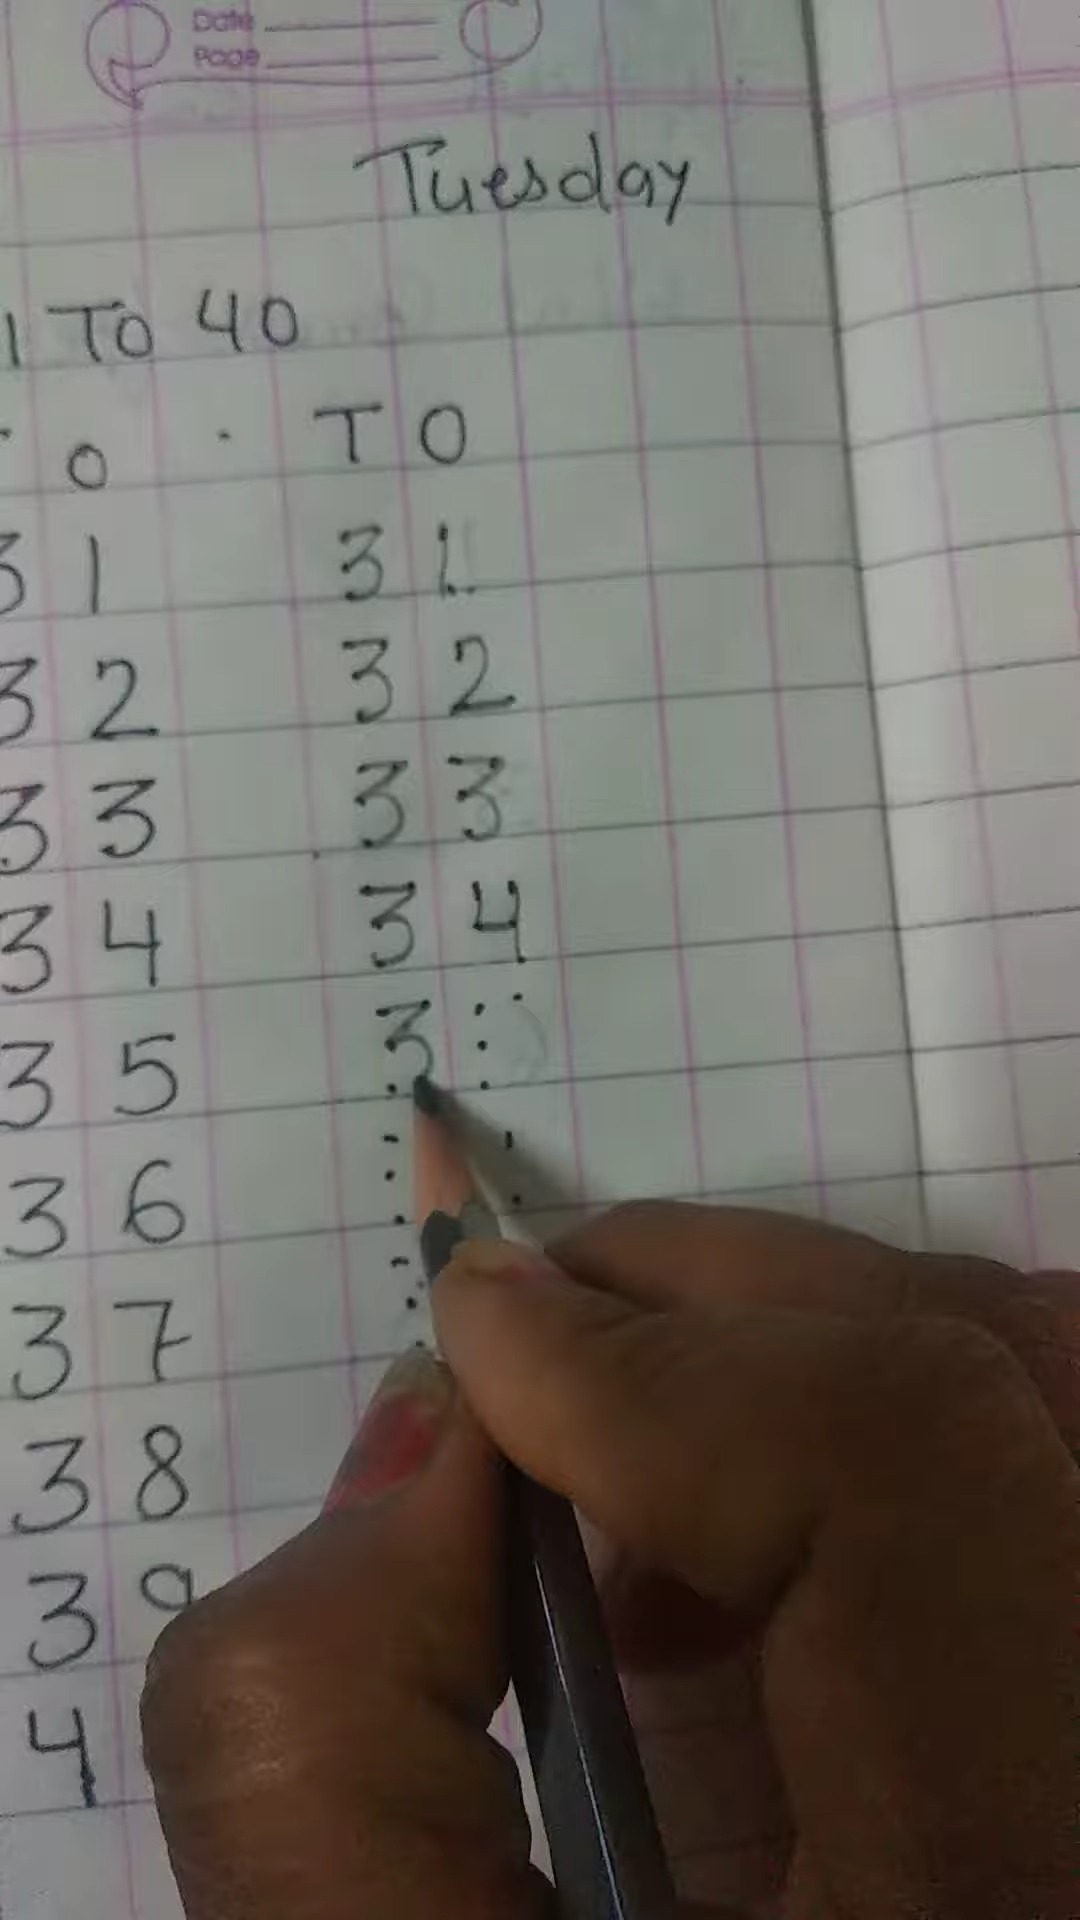 Date
Page
Tuesday
1 TO 40
O T O
3 1 3 1
3 2 3 2
3 3 3 3
3 4 3 4
3 5 3
3 6
3 7
3 8
3 9
4